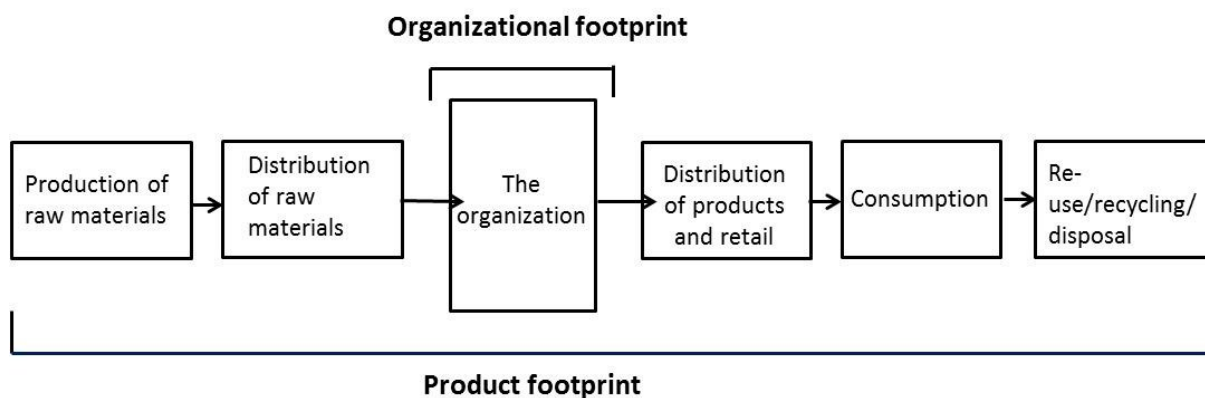 Organizational footprint
Production of
raw materials
Distribution
of raw
materials
The
organization
Distribution
of products
and retail
Consumption
Re-
use/recycling/
disposal
Product footprint